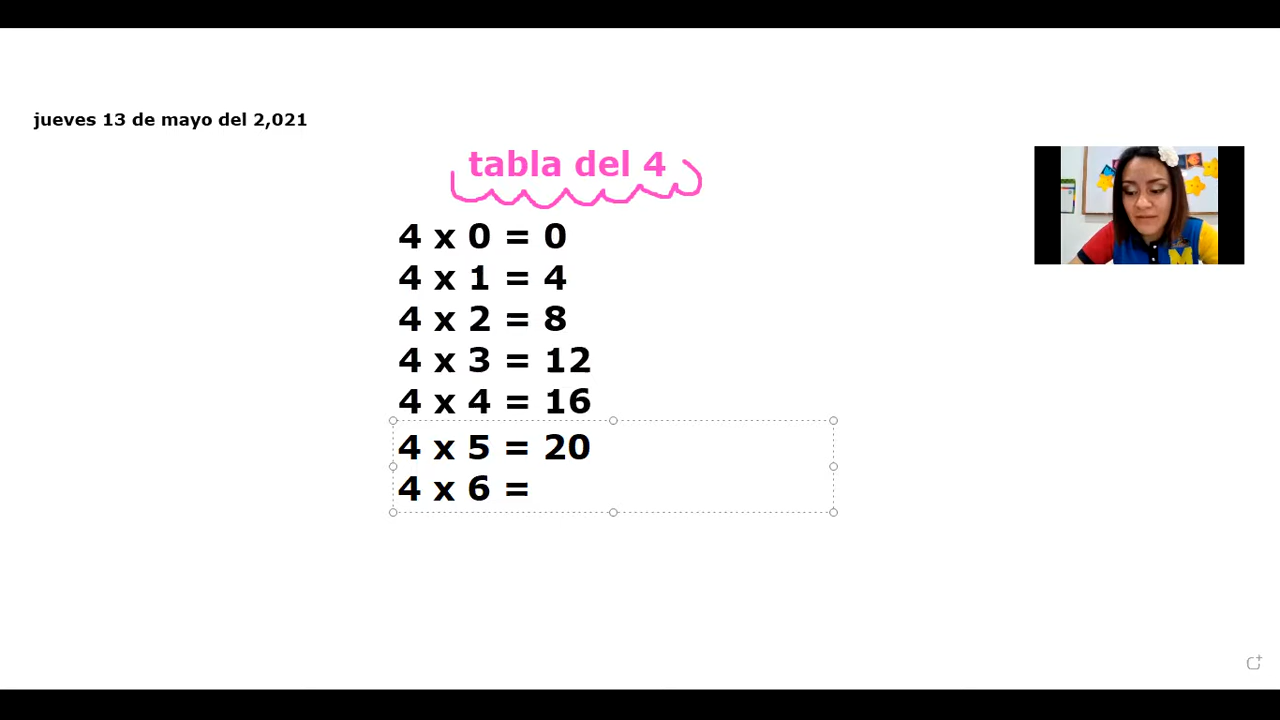 jueves 13 de mayo del 2,021
tabla del 4
4 x 0 = 0
4 x 1 = 4
4 x 2 = 8
4 x 3 = 12
4 x 4 = 16
4 x 5 = 20
4 x 6 =
M